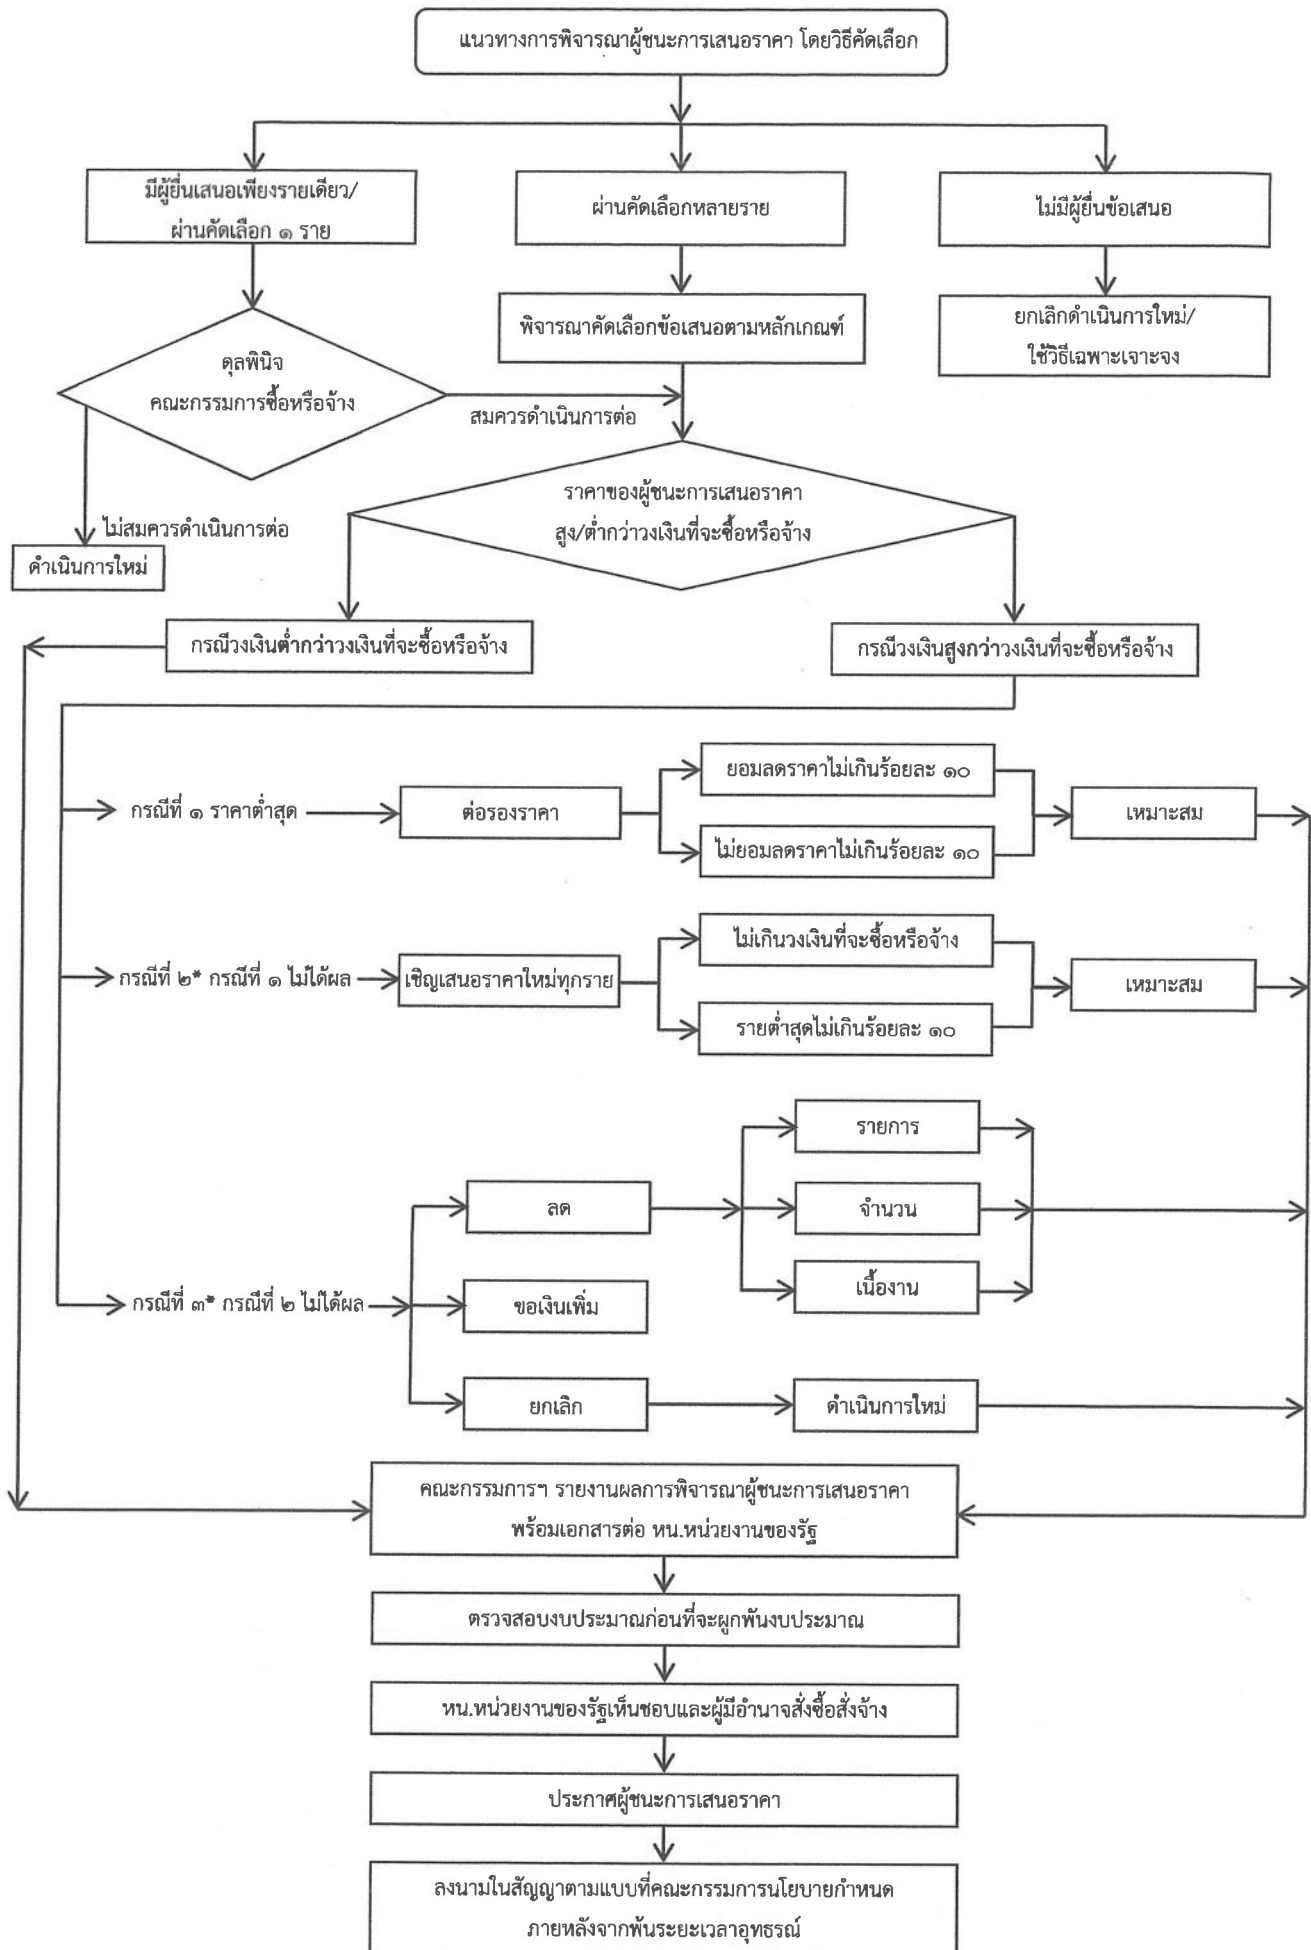 แนวทางการพิจารณาผู้ชนะการเสนอราคา โดยวิธีคัดเลือก
มีผู้ยื่นเสนอเพียงรายเดียว/
ผ่านคัดเลือก ๑ ราย
ผ่านคัดเลือกหลายราย
ไม่มีผู้ยื่นข้อเสนอ
พิจารณาคัดเลือกข้อเสนอตามหลักเกณฑ์
ยกเลิกดำเนินการใหม่/
ใช้วิธีเฉพาะเจาะจง
ดุลพินิจ
คณะกรรมการซื้อหรือจ้าง
สมควรดำเนินการต่อ
ไม่สมควรดำเนินการต่อ
ดำเนินการใหม่
ราคาของผู้ชนะการเสนอราคา
สูง/ต่ำกว่าวงเงินที่จะซื้อหรือจ้าง
กรณีวงเงินต่ำกว่าวงเงินที่จะซื้อหรือจ้าง
กรณีวงเงินสูงกว่าวงเงินที่จะซื้อหรือจ้าง
กรณีที่ ๑ ราคาต่ำสุด
ต่อรองราคา
ยอมลดราคาไม่เกินร้อยละ ๑๐
ไม่ยอมลดราคาไม่เกินร้อยละ ๑๐
เหมาะสม
กรณีที่ ๒* กรณีที่ ๑ ไม่ได้ผล
เชิญเสนอราคาใหม่ทุกราย
ไม่เกินวงเงินที่จะซื้อหรือจ้าง
รายต่ำสุดไม่เกินร้อยละ ๑๐
เหมาะสม
กรณีที่ ๓* กรณีที่ ๒ ไม่ได้ผล
ลด
รายการ
จำนวน
เนื้องาน
ขอเงินเพิ่ม
ยกเลิก
ดำเนินการใหม่
คณะกรรมการฯ รายงานผลการพิจารณาผู้ชนะการเสนอราคา
พร้อมเอกสารต่อ หน.หน่วยงานของรัฐ
ตรวจสอบงบประมาณก่อนที่จะผูกพันงบประมาณ
หน.หน่วยงานของรัฐเห็นชอบและผู้มีอำนาจสั่งซื้อสั่งจ้าง
ประกาศผู้ชนะการเสนอราคา
ลงนามในสัญญาตามแบบที่คณะกรรมการนโยบายกำหนด
ภายหลังจากพ้นระยะเวลาอุทธรณ์